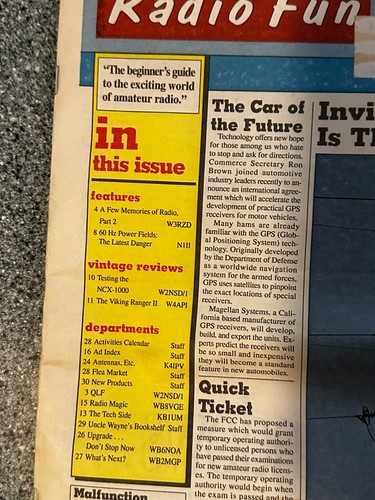 Radio Fun
"The beginner's guide
to the exciting world
of amateur radio."
in
this issue
features
4 A Few Memories of Radio,
Part 2 W3RZD
8 60 Hz Power Fields:
The Latest Danger N1II
vintage reviews
10 Testing the
NCX-1000 W2NSD/1
11 The Viking Ranger II W4API
departments
28 Activities Calendar Staff
16 Ad Index Staff
24 Antennas, Etc. K4IPV
28 Flea Market Staff
30 New Products Staff
3 QLF W2NSD/1
15 Radio Magic WB8VGE
13 The Tech Side KB1UM
29 Uncle Wayne's Bookshelf Staff
26 Upgrade . . .
Don't Stop Now WB6NOA
27 What's Next? WB2MGP
Malfunction
The Car of
the Future
Technology offers new hope
for those among us who hate
to stop and ask for directions.
Commerce Secretary Ron
Brown joined automotive
industry leaders recently to an-
nounce an international agree-
ment which will accelerate the
development of practical GPS
receivers for motor vehicles.
Many hams are already
familiar with the GPS (Glob-
al Positioning System) tech-
nology. Originally developed
by the Department of Defense
as a worldwide navigation
system for the armed forces,
GPS uses satellites to pinpoint
the exact locations of special
receivers.
Magellan Systems, a Cali-
fornia based manufacturer of
GPS receivers, will develop,
build, and export the units. Ex-
perts predict the receivers will
be so small and inexpensive
they will become a standard
feature in new automobiles.
Quick
Ticket
The FCC has proposed a
measure which would grant
temporary operating authori-
ty to unlicensed persons who
have passed their examinations
for new amateur radio licens-
es. The temporary operating
authority would begin when
the exam is passed and the
Invi
Is Th